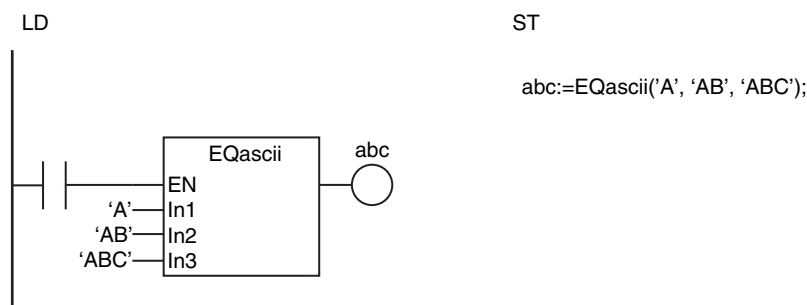 LD
ST
abc:=EQascii('A', ‘AB’, ‘ABC’);
EQascii
abc
EN
‘A’ In1
‘AB’ In2
‘ABC’ In3